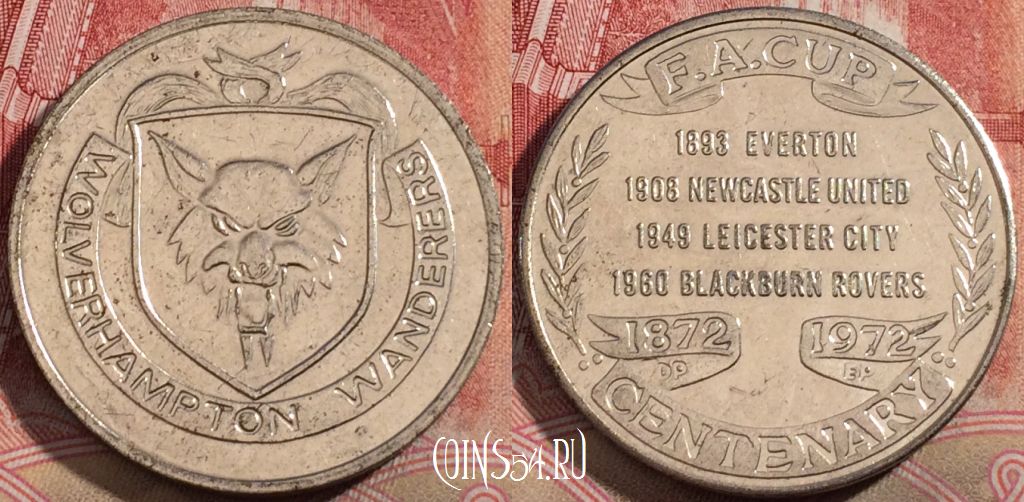 WOLVERHAMPTON WANDERERS
F.A.CUP
1893 EVERTON
1908 NEWCASTLE UNITED
1949 LEICESTER CITY
1960 BLACKBURN ROVERS
1872 1972
BP
CENTENARY
COINS54.RU